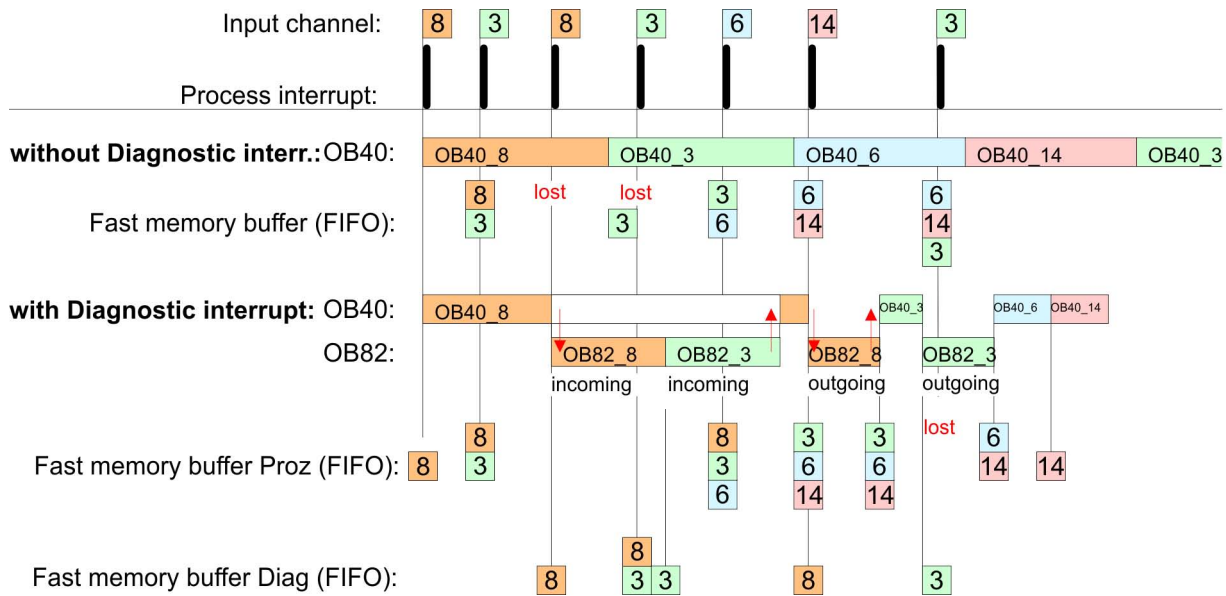 Input channel: 8 3 8 3 6 14 3
Process interrupt:
without Diagnostic interr.: OB40: OB40_8 OB40_3 OB40_6 OB40_14 OB40_3
8 lost lost 3 6 6
Fast memory buffer (FIFO): 3 3 6 14 14
3
with Diagnostic interrupt: OB40: OB40_8 OB40_3 OB40_6 OB40_14
OB82: OB82_8 OB82_3 OB82_8 OB82_3
incoming incoming outgoing outgoing
8 8 3 3 lost 6
Fast memory buffer Proz (FIFO): 8 3 3 6 6 14 14
6 14 14
8
Fast memory buffer Diag (FIFO): 8 3 3 8 3